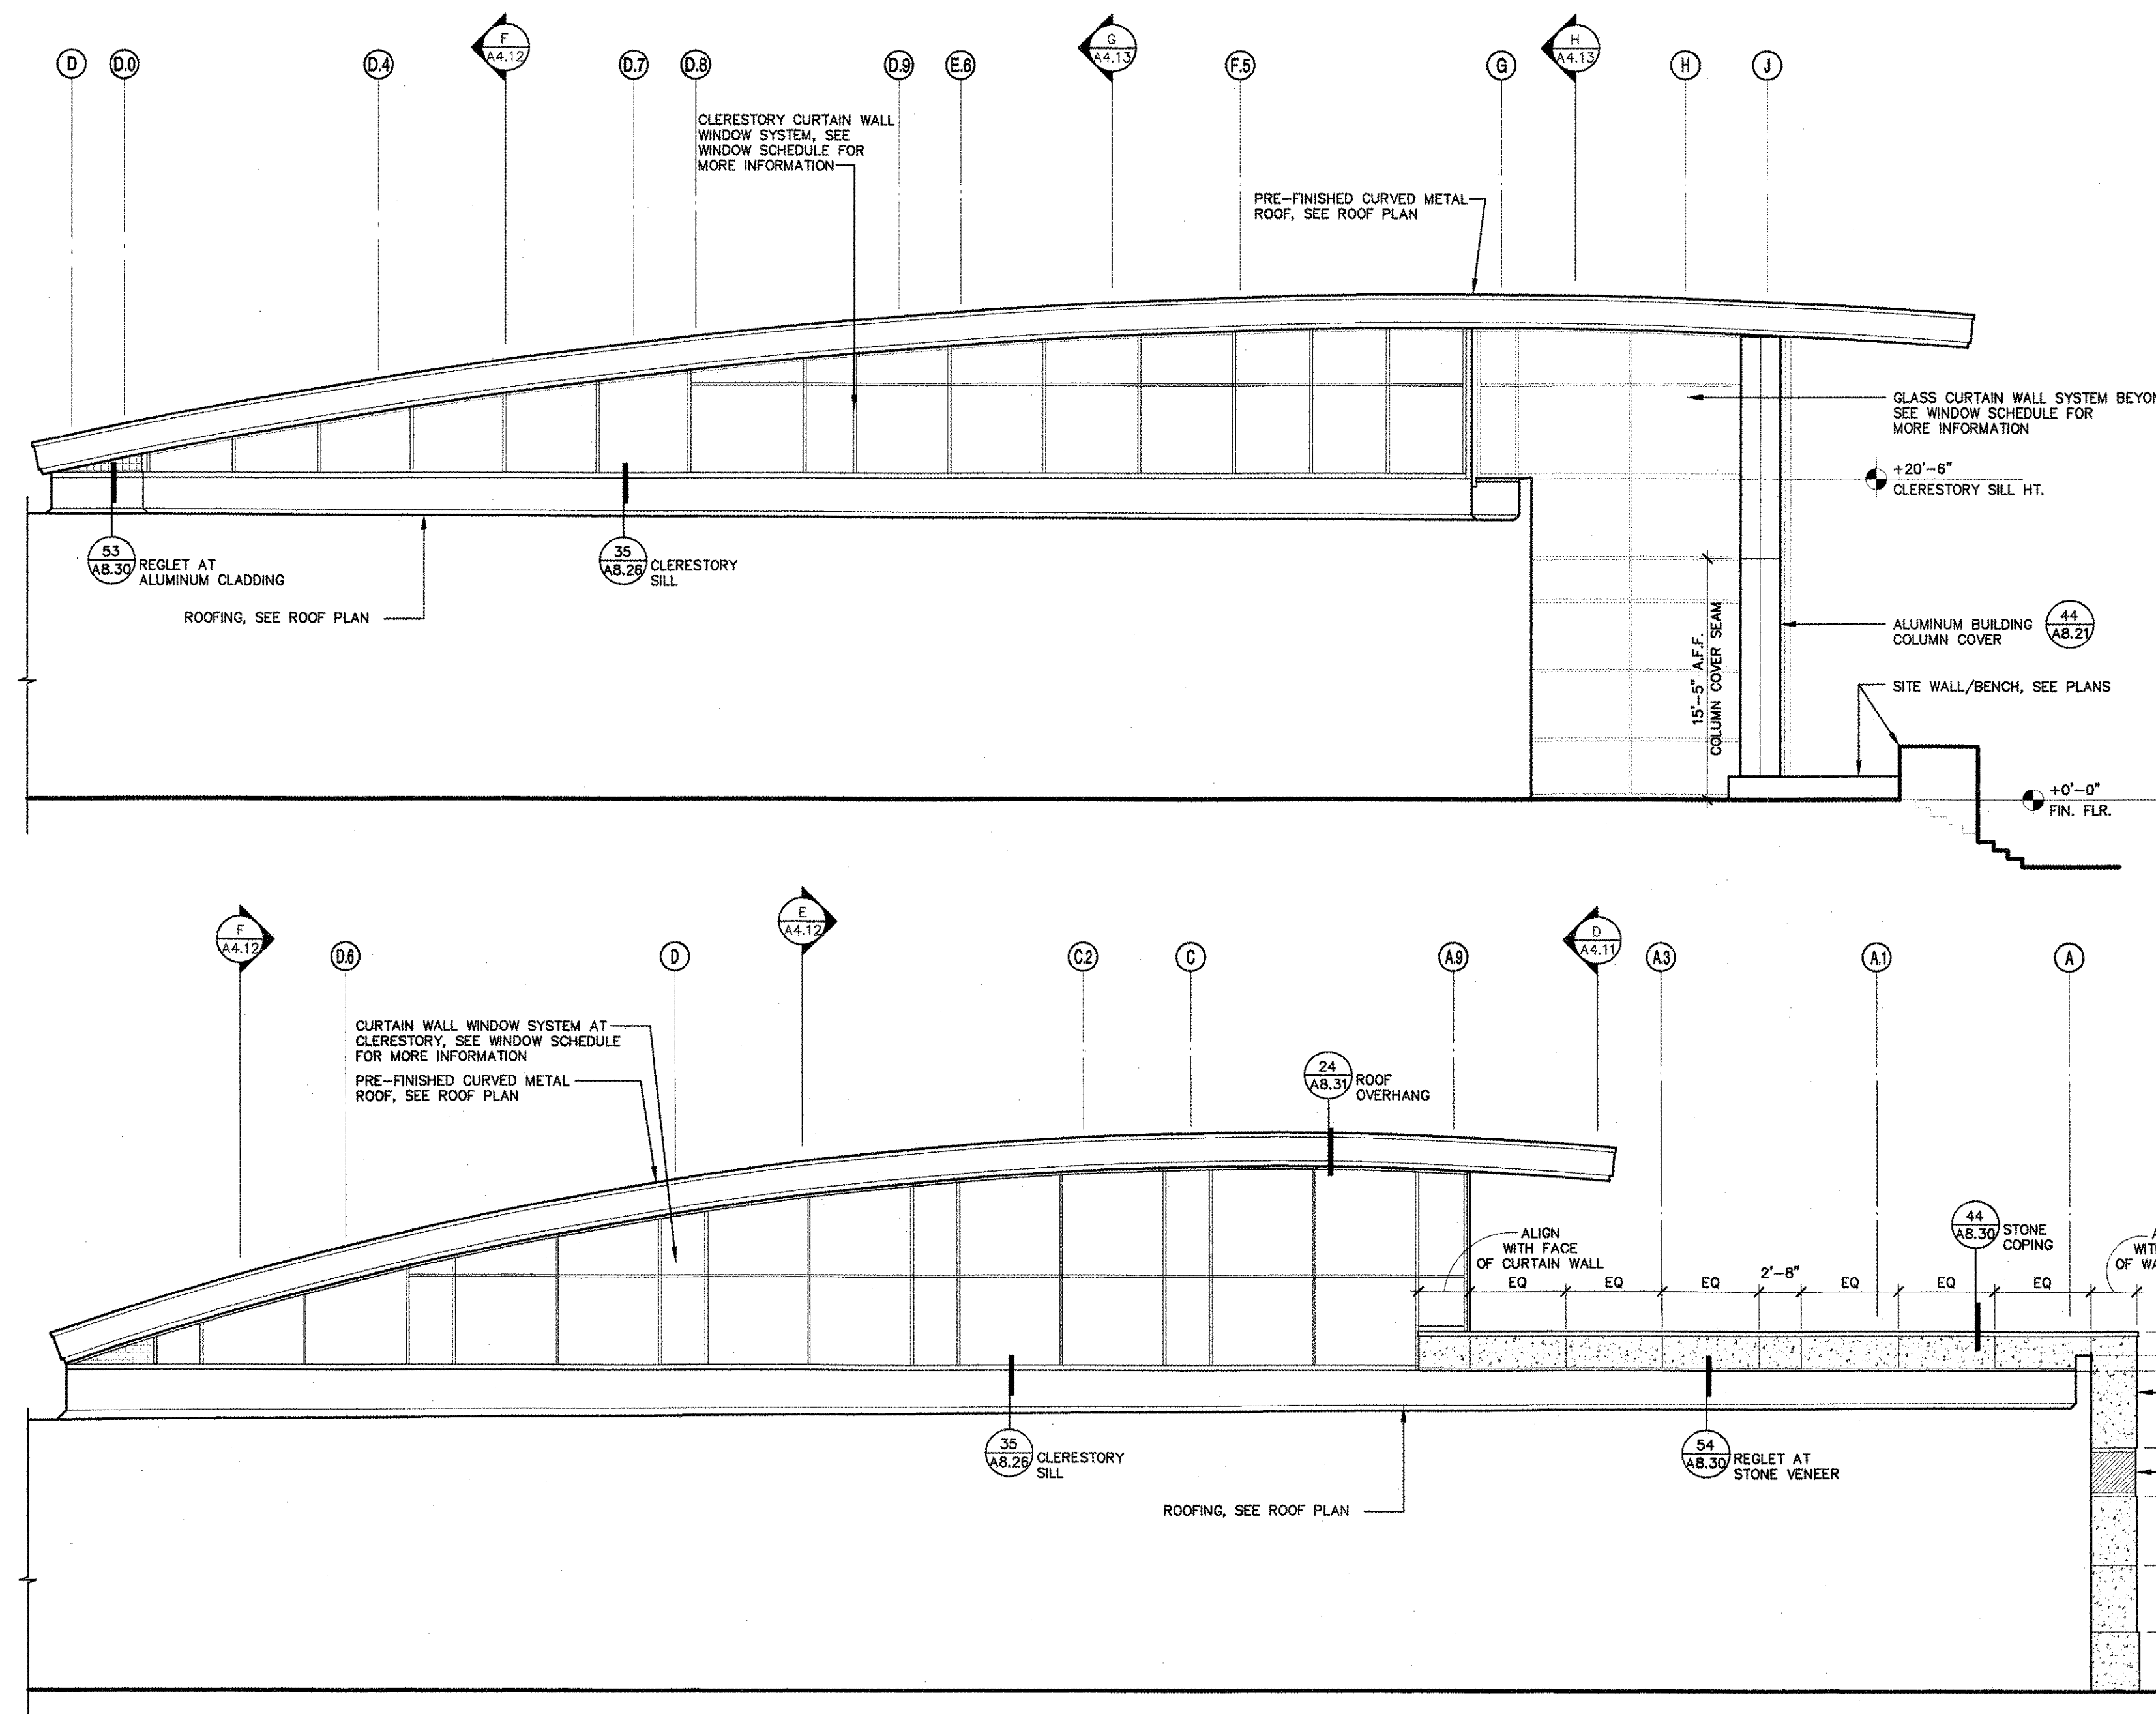 D
D.0
D.4
F
A4.12
D.7
D.8
D.9
E.6
G
A4.13
F.5
G
H
A4.13
H
J
CLERESTORY CURTAIN WALL
WINDOW SYSTEM, SEE
WINDOW SCHEDULE FOR
MORE INFORMATION
PRE-FINISHED CURVED METAL
ROOF, SEE ROOF PLAN
GLASS CURTAIN WALL SYSTEM
SEE WINDOW SCHEDULE FOR
MORE INFORMATION
+20'-6"
CLERESTORY SILL HT.
53
A8.30
REGLET AT
ALUMINUM CLADDING
35
A8.26
CLERESTORY
SILL
ROOFING, SEE ROOF PLAN
15'-5" A.F.F.
COLUMN COVER SEAM
ALUMINUM BUILDING
COLUMN COVER
44
A8.21
SITE WALL/BENCH, SEE PLANS
+0'-0"
FIN. FLR.
F
A4.12
D.6
D
E
A4.12
C.2
C
A.9
D
A4.11
A.3
A.1
A
CURTAIN WALL WINDOW SYSTEM AT
CLERESTORY, SEE WINDOW SCHEDULE
FOR MORE INFORMATION
PRE-FINISHED CURVED METAL
ROOF, SEE ROOF PLAN
24
A8.31
ROOF
OVERHANG
ALIGN
WITH FACE
OF CURTAIN WALL
44
A8.30
STONE
COPING
OF
EQ EQ EQ 2'-8" EQ EQ EQ
35
A8.26
CLERESTORY
SILL
54
A8.30
REGLET AT
STONE VENEER
ROOFING, SEE ROOF PLAN